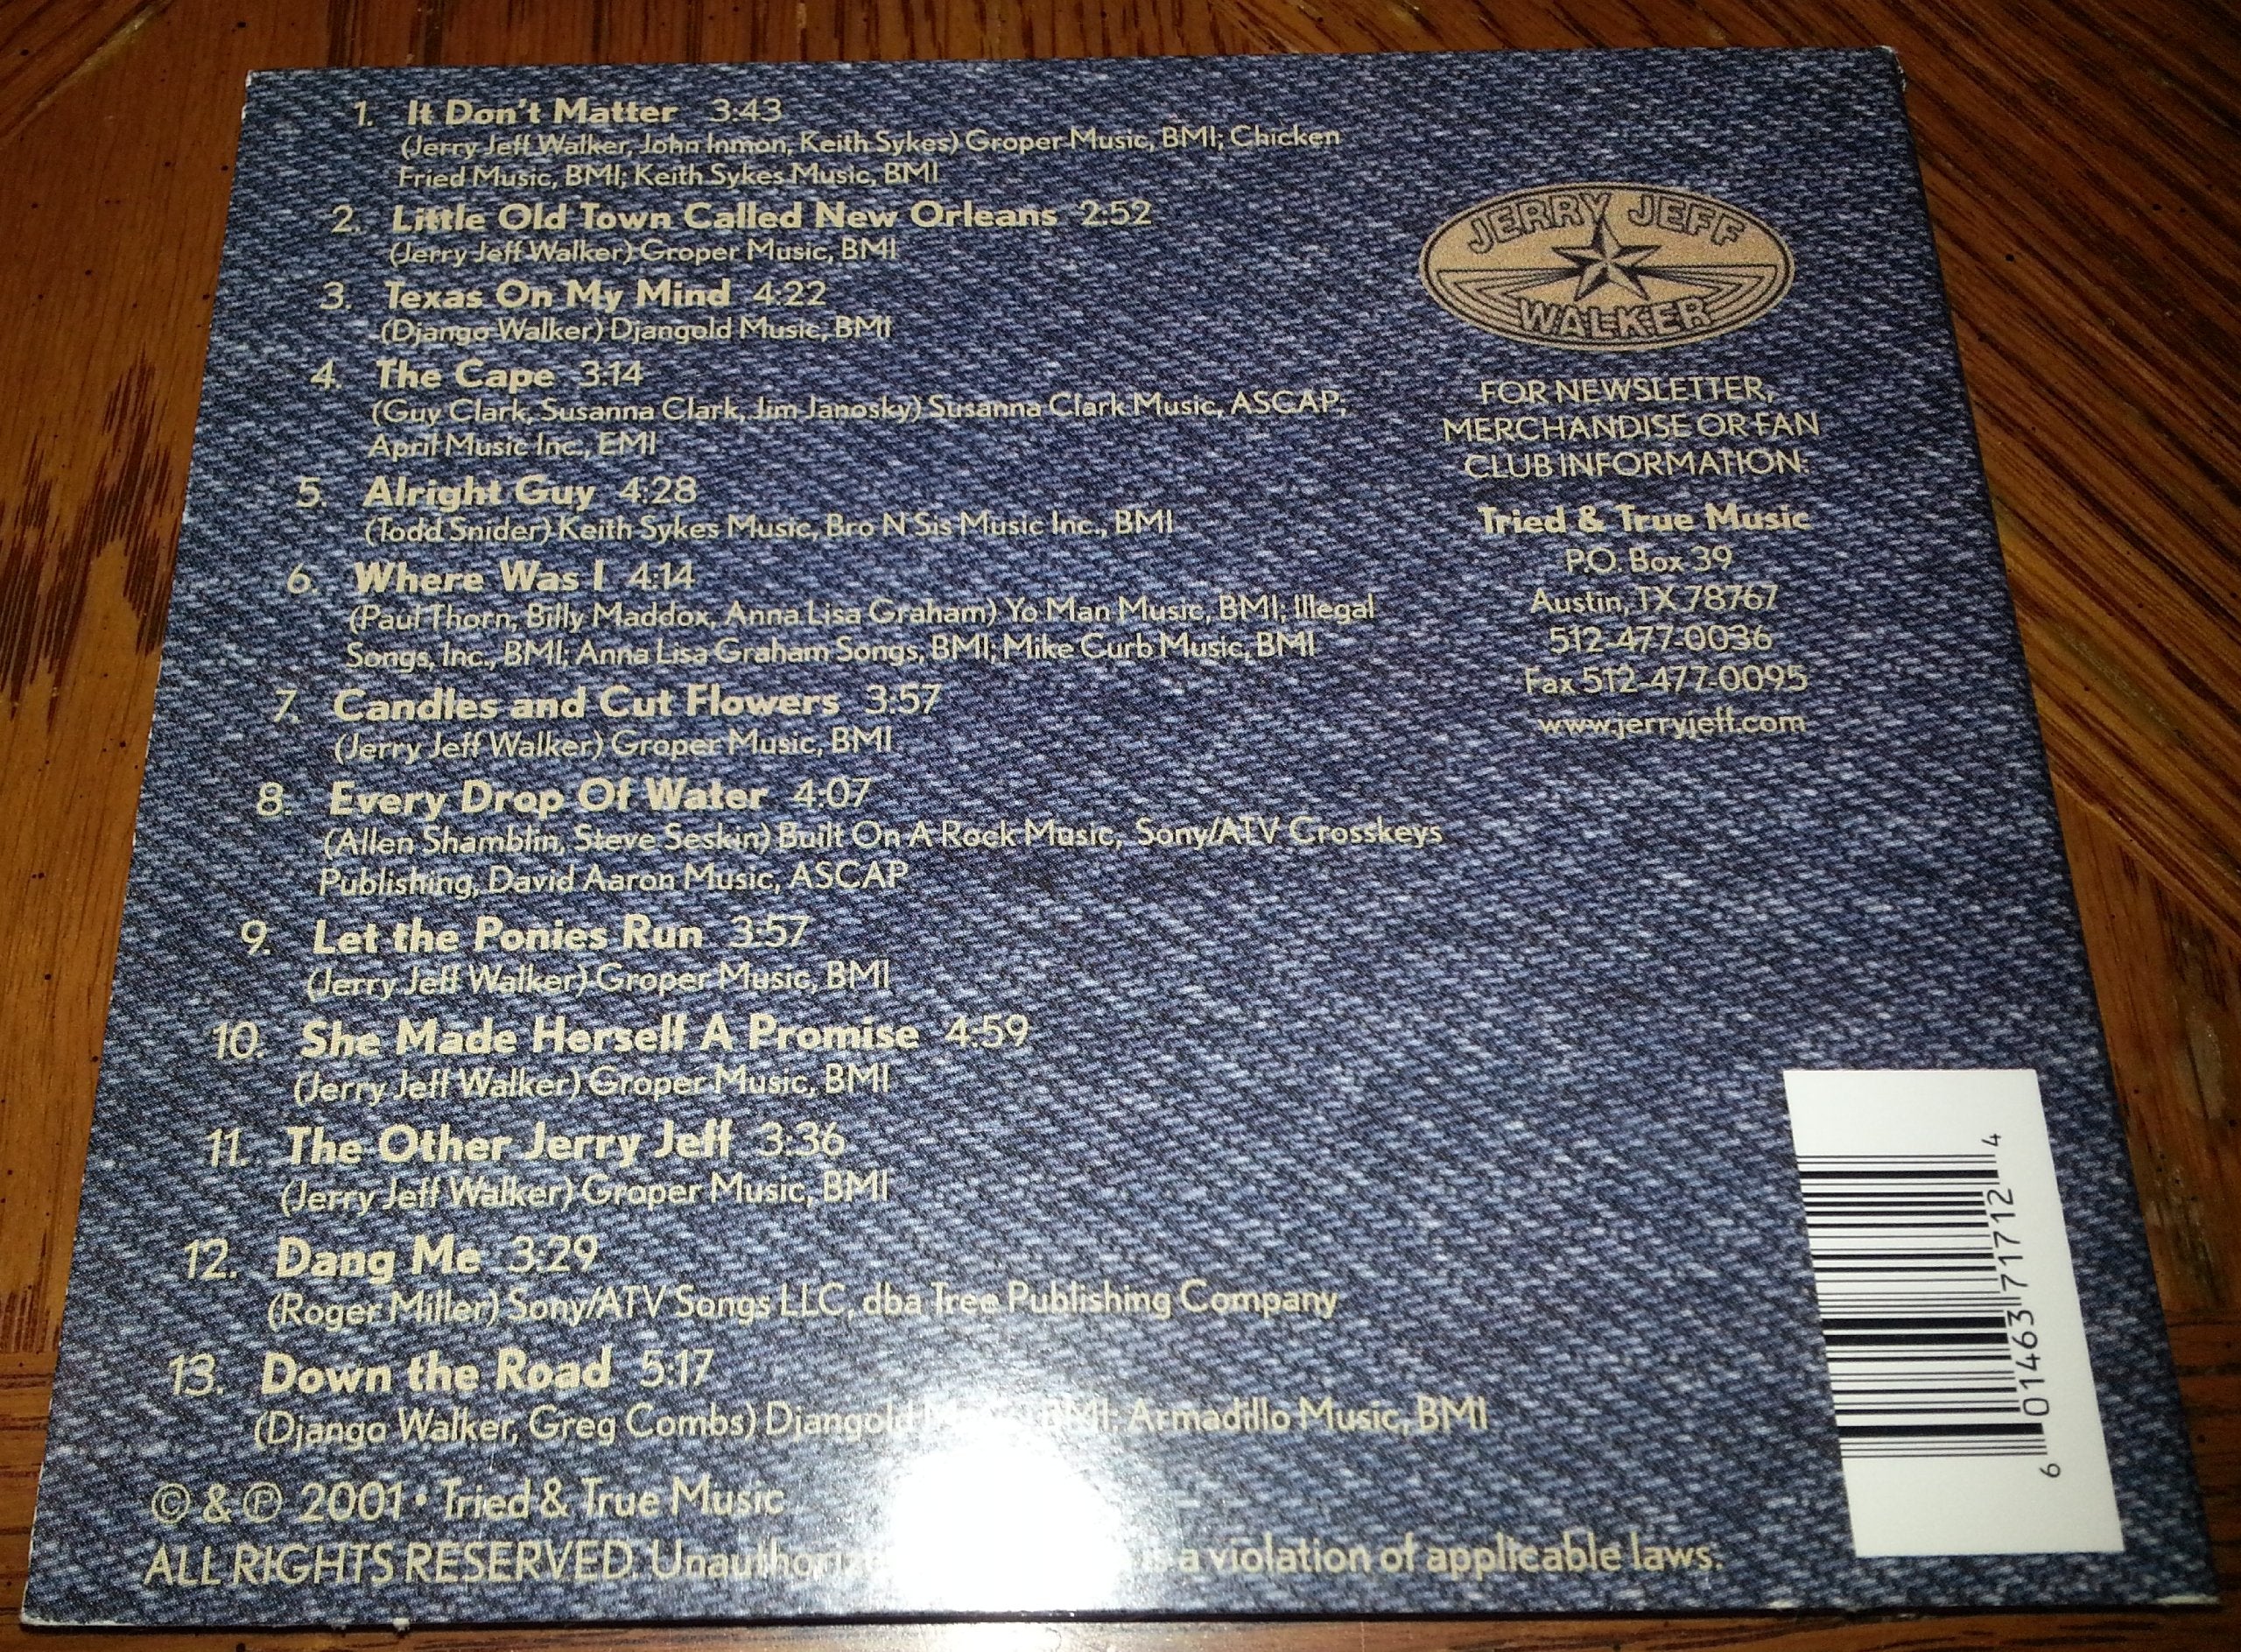 1. It Don't Matter 3:43
(Jerry Jeff Walker, John Inmon, Keith Sykes) Groper Music, BMI; Chicken
Fried Music, BMI; Keith Sykes Music, BMI
2. Little Old Town Called New Orleans 2:52
(Jerry Jeff Walker) Groper Music, BMI
3. Texas On My Mind 4:22
(Django Walker) Djangold Music, BMI
4. The Cape 3:14
(Guy Clark, Susanna Clark, Jim Janosky) Susanna Clark Music, ASCAP;
April Music Inc., EMI
5. Alright Guy 4:28
(Todd Snider) Keith Sykes Music, Bro N Sis Music Inc., BMI
6. Where Was I 4:14
(Paul Thorn, Billy Maddox, Anna Lisa Graham) Yo Man Music, BMI; Illegal
Songs, Inc., BMI; Anna Lisa Graham Songs, BMI; Mike Curb Music, BMI
7. Candles and Cut Flowers 3:57
(Jerry Jeff Walker) Groper Music, BMI
8. Every Drop Of Water 4:07
(Allen Shamblin, Steve Seskin) Built On A Rock Music, Sony/ATV Crosskeys
Publishing, David Aaron Music, ASCAP
9. Let the Ponies Run 3:57
(Jerry Jeff Walker) Groper Music, BMI
10. She Made Herself A Promise 4:59
(Jerry Jeff Walker) Groper Music, BMI
11. The Other Jerry Jeff 3:36
(Jerry Jeff Walker) Groper Music, BMI
12. Dang Me 3:29
(Roger Miller) Sony/ATV Songs LLC, dba Tree Publishing Company
13. Down the Road 5:17
(Django Walker, Greg Combs) Djangold BMI; Armadillo Music, BMI
© & ℗ 2001 • Tried & True Music
ALL RIGHTS RESERVED. is a violation of applicable laws.
JERRY JEFF
WALKER
FOR NEWSLETTER,
MERCHANDISE OR FAN
CLUB INFORMATION:
Tried & True Music
P.O. Box 39
Austin, TX 78767
512-477-0036
Fax 512-477-0095
www.jerryjeff.com
6 01463 71712 4